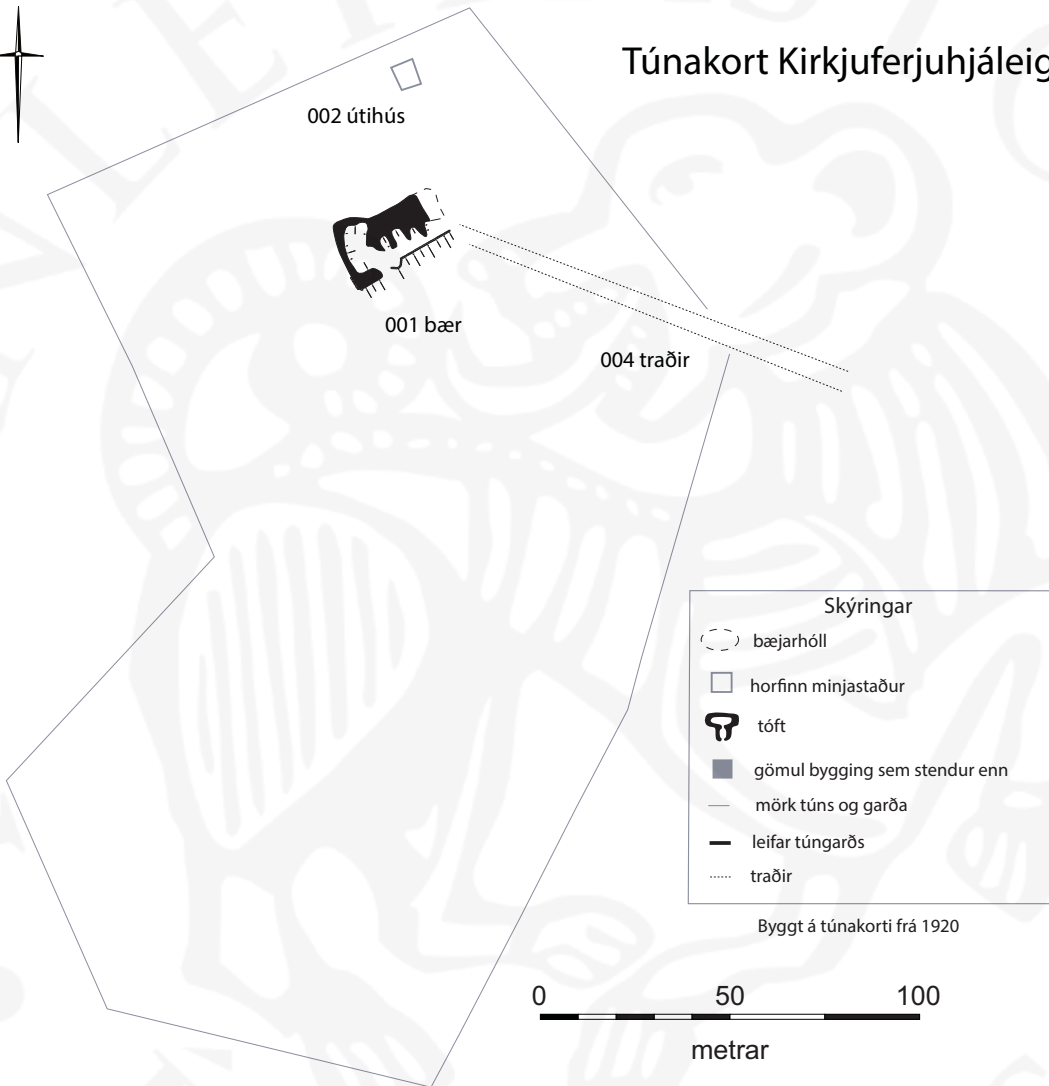 Túnakort Kirkjuferjuhjáleig
002 útihús
001 bær
004 traðir
Skýringar
bæjarhóll
horfinn minjastaður
tóft
gömul bygging sem stendur enn
mörk túns og garða
leifar túngarðs
traðir
Byggt á túnakorti frá 1920
0 50 100
metrar